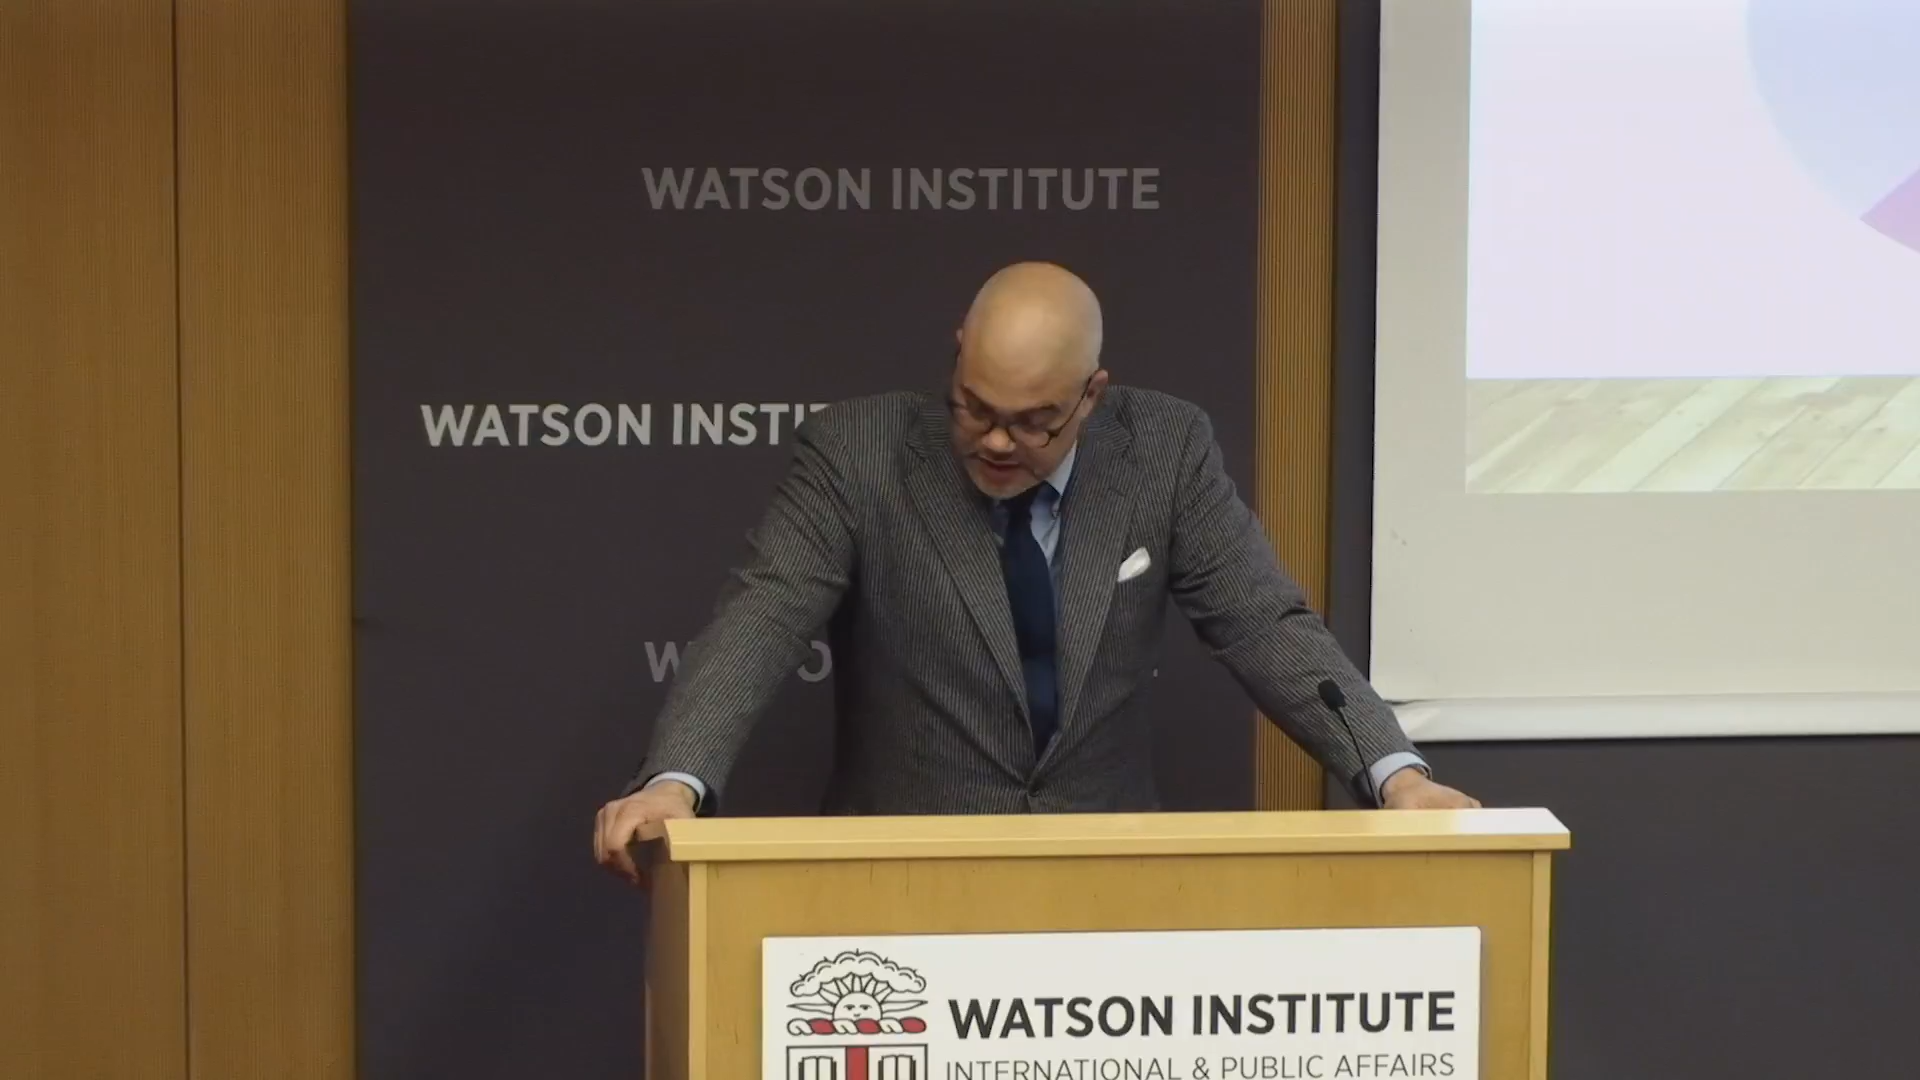 WATSON INSTITUTE
WATSON INSTIT
W O
WATSON INSTITUTE
INTERNATIONAL & PUBLIC AFFAIRS